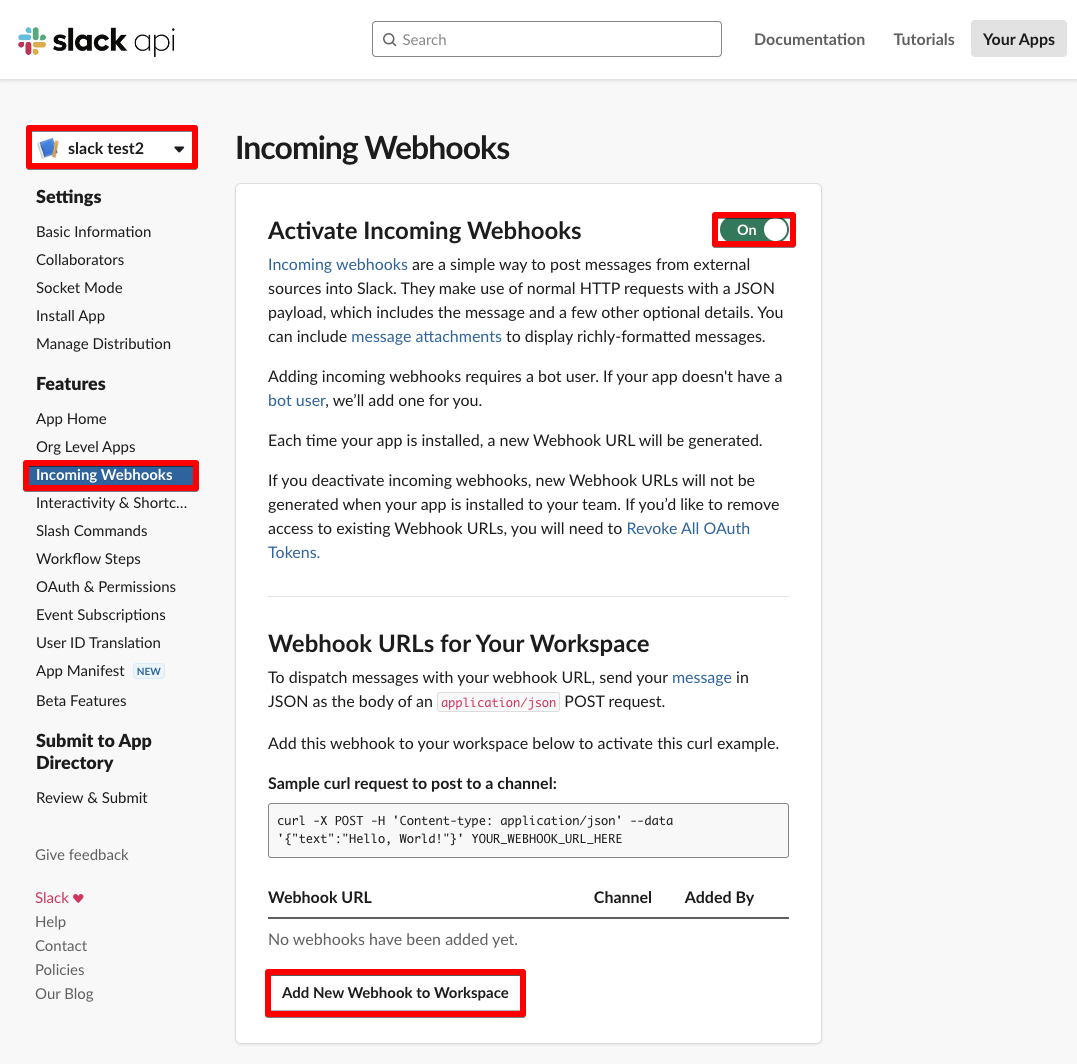 slack api
Search
Documentation
Tutorials
Your Apps
slack test2
Settings
Basic Information
Collaborators
Socket Mode
Install App
Manage Distribution
Features
App Home
Org Level Apps
Incoming Webhooks
Interactivity & Shortc...
Slash Commands
Workflow Steps
OAuth & Permissions
Event Subscriptions
User ID Translation
App Manifest NEW
Beta Features
Submit to App
Directory
Review & Submit
Give feedback
Slack ♥
Help
Contact
Policies
Our Blog
Incoming Webhooks
Activate Incoming Webhooks
On
Incoming webhooks are a simple way to post messages from external
sources into Slack. They make use of normal HTTP requests with a JSON
payload, which includes the message and a few other optional details. You
can include message attachments to display richly-formatted messages.
Adding incoming webhooks requires a bot user. If your app doesn't have a
bot user, we’ll add one for you.
Each time your app is installed, a new Webhook URL will be generated.
If you deactivate incoming webhooks, new Webhook URLs will not be
generated when your app is installed to your team. If you’d like to remove
access to existing Webhook URLs, you will need to Revoke All OAuth
Tokens.
Webhook URLs for Your Workspace
To dispatch messages with your webhook URL, send your message in
JSON as the body of an application/json POST request.
Add this webhook to your workspace below to activate this curl example.
Sample curl request to post to a channel:
curl -X POST -H 'Content-type: application/json' --data
'{"text":"Hello, World!"}' YOUR_WEBHOOK_URL_HERE
Webhook URL
Channel
Added By
No webhooks have been added yet.
Add New Webhook to Workspace